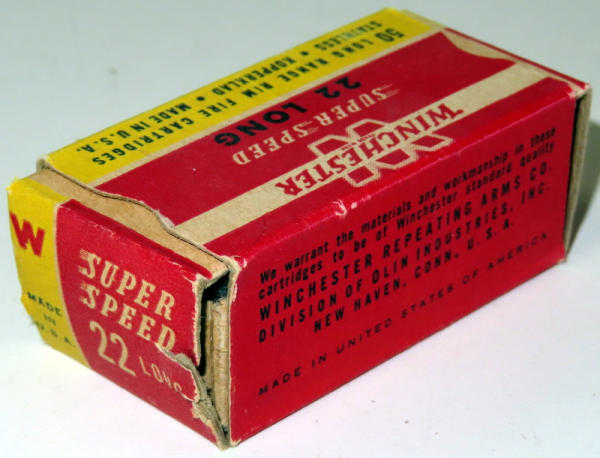 50 LONG RANGE RIM FIRE CARTRIDGES
STAINLESS • KOPPERKLAD • MADE IN U.S.A.
22 LONG
SUPER-SPEED
W
WINCHESTER
We warrant the materials and workmanship in these
cartridges to be of Winchester standard quality
WINCHESTER REPEATING ARMS CO.
DIVISION OF OLIN INDUSTRIES, INC.
NEW HAVEN, CONN., U. S. A.
MADE IN UNITED STATES OF AMERICA
W
MADE
IN
U.S.A.
SUPER
SPEED
22 LONG